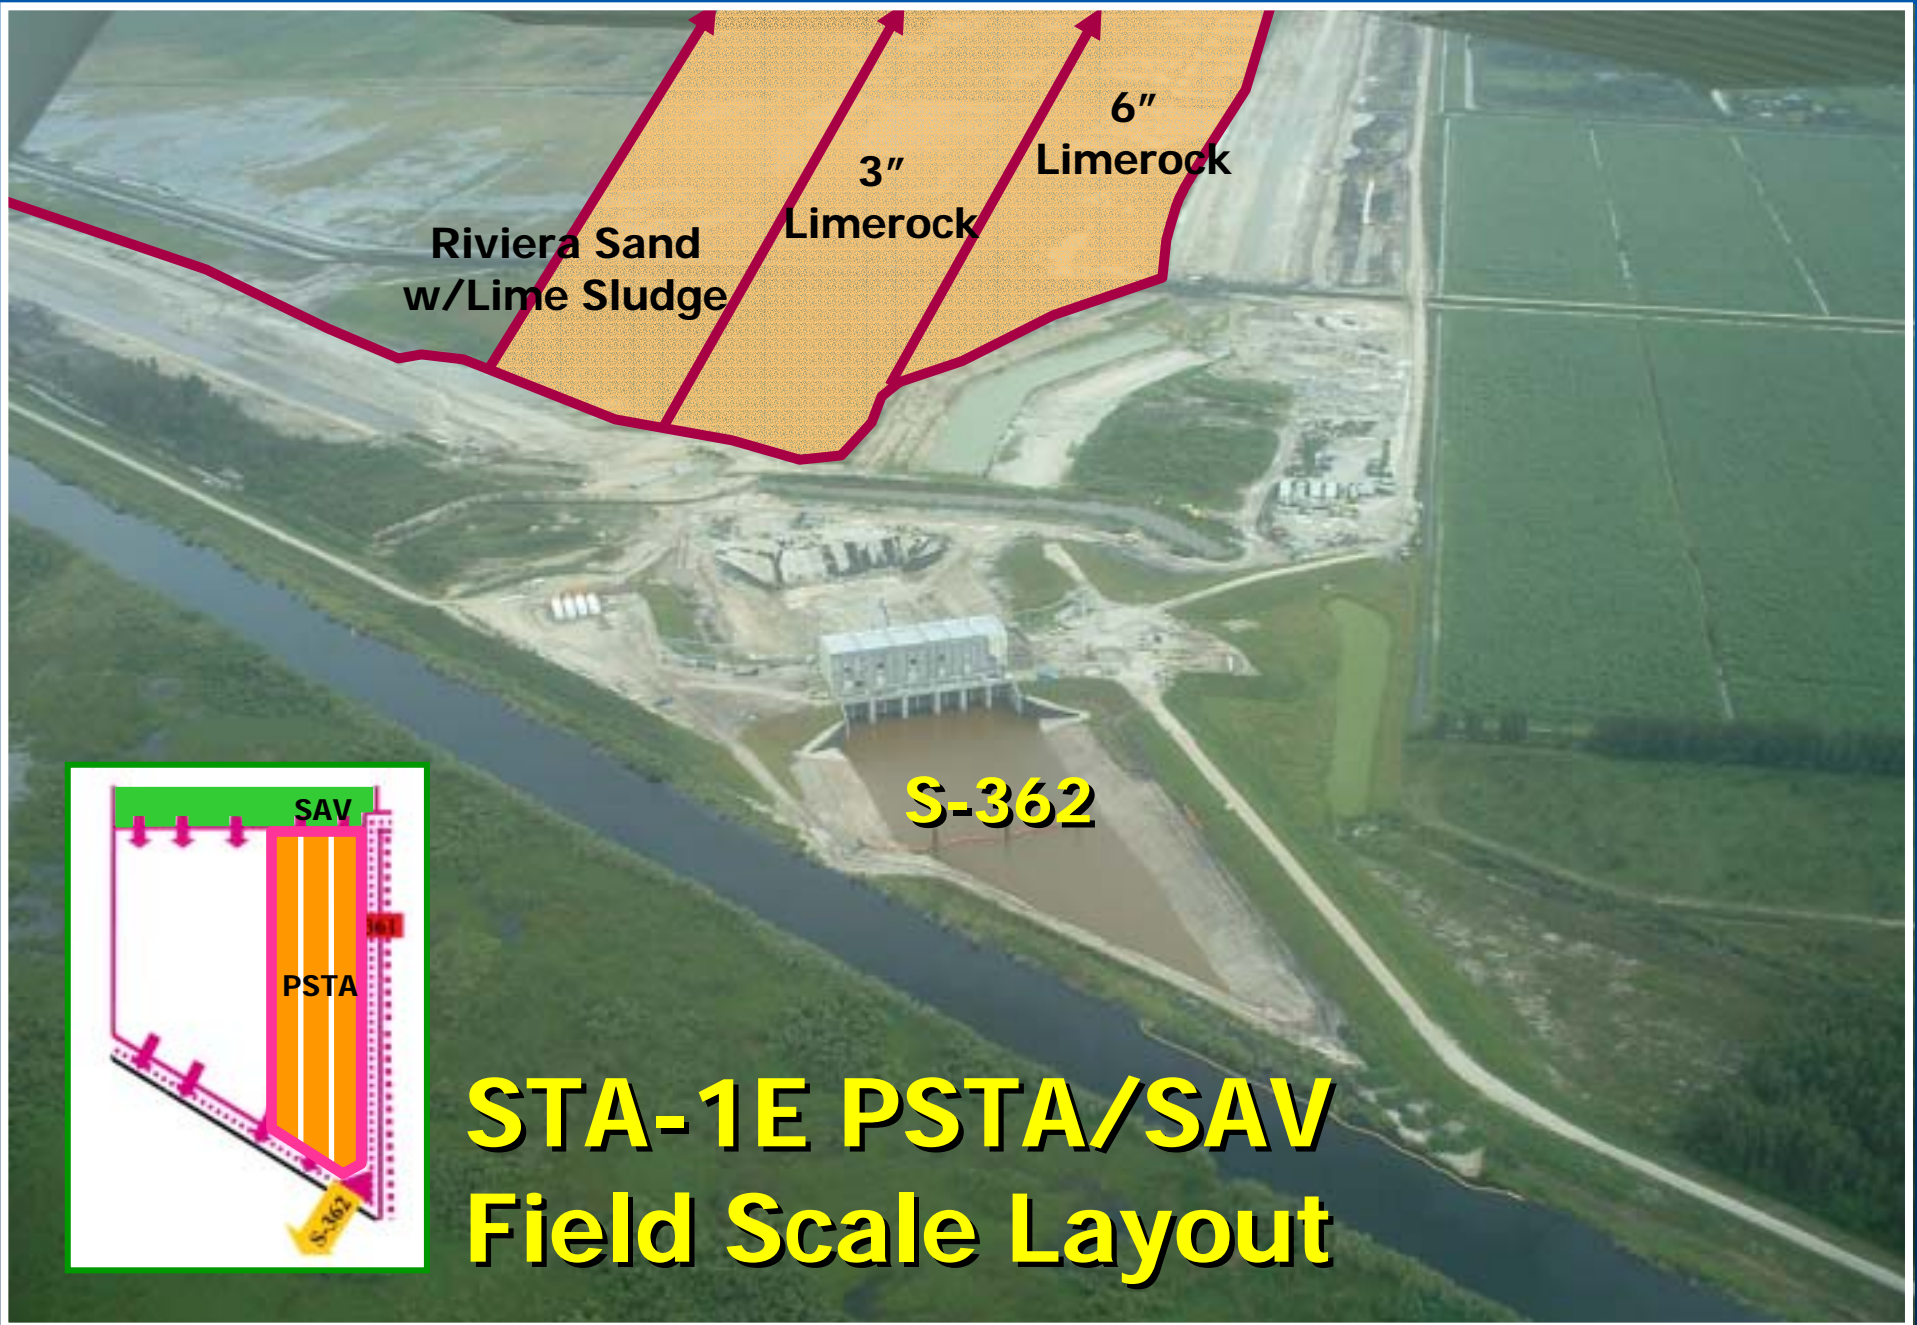 6”
Limerock
3”
Limerock
Riviera Sand
w/Lime Sludge
S-362
SAV
361
PSTA
S-362
STA-1E PSTA/SAV
Field Scale Layout